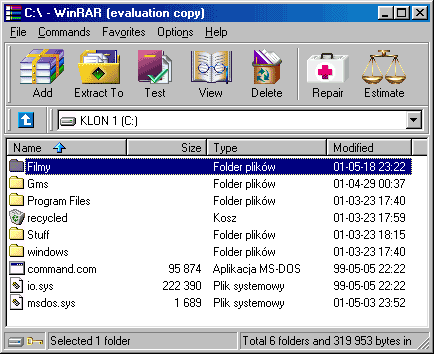 C:\ - WinRAR (evaluation copy)
File Commands Favorites Options Help
Add Extract To Test View Delete Repair Estimate
KLON 1 (C:)
Name Size Type Modified
Filmy Folder plików 01-05-18 23:22
Gms Folder plików 01-04-29 00:37
Program Files Folder plików 01-03-23 17:40
recycled Kosz 01-03-23 17:59
Stuff Folder plików 01-03-23 18:15
windows Folder plików 01-03-23 17:40
command.com 95 874 Aplikacja MS-DOS 99-05-05 22:22
io.sys 222 390 Plik systemowy 99-05-05 22:22
msdos.sys 1 689 Plik systemowy 01-05-03 23:52
Selected 1 folder Total 6 folders and 319 953 bytes in